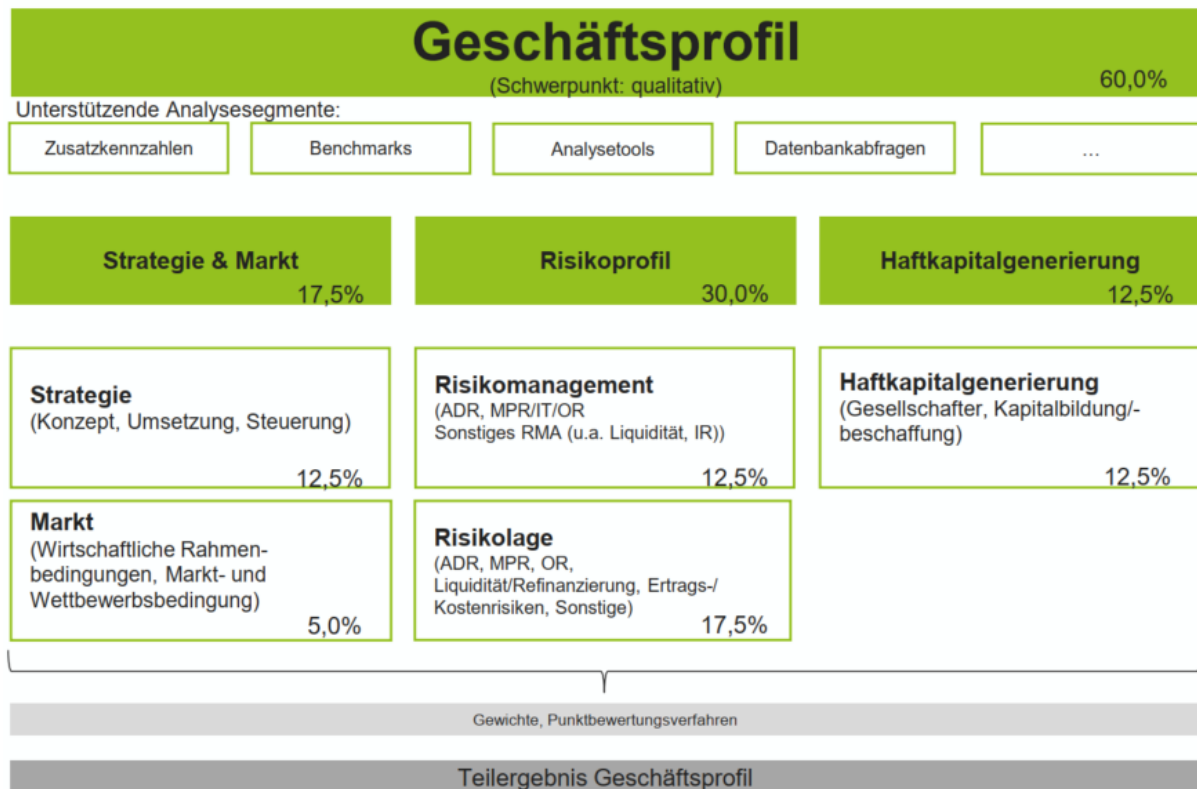 Geschäftsprofil
(Schwerpunkt: qualitativ)
60,0%
Unterstützende Analysesegmente:
Zusatzkennzahlen
Benchmarks
Analysetools
Datenbankabfragen
...
Strategie & Markt
17,5%
Risikoprofil
30,0%
Haftkapitalgenerierung
12,5%
Strategie
(Konzept, Umsetzung, Steuerung)
12,5%
Risikomanagement
(ADR, MPR/IT/OR
Sonstiges RMA (u.a. Liquidität, IR))
12,5%
Haftkapitalgenerierung
(Gesellschafter, Kapitalbildung/-
beschaffung)
12,5%
Markt
(Wirtschaftliche Rahmen-
bedingungen, Markt- und
Wettbewerbsbedingung)
5,0%
Risikolage
(ADR, MPR, OR,
Liquidität/Refinanzierung, Ertrags-/
Kostenrisiken, Sonstige)
17,5%
Gewichte, Punktbewertungsverfahren
Teilergebnis Geschäftsprofil